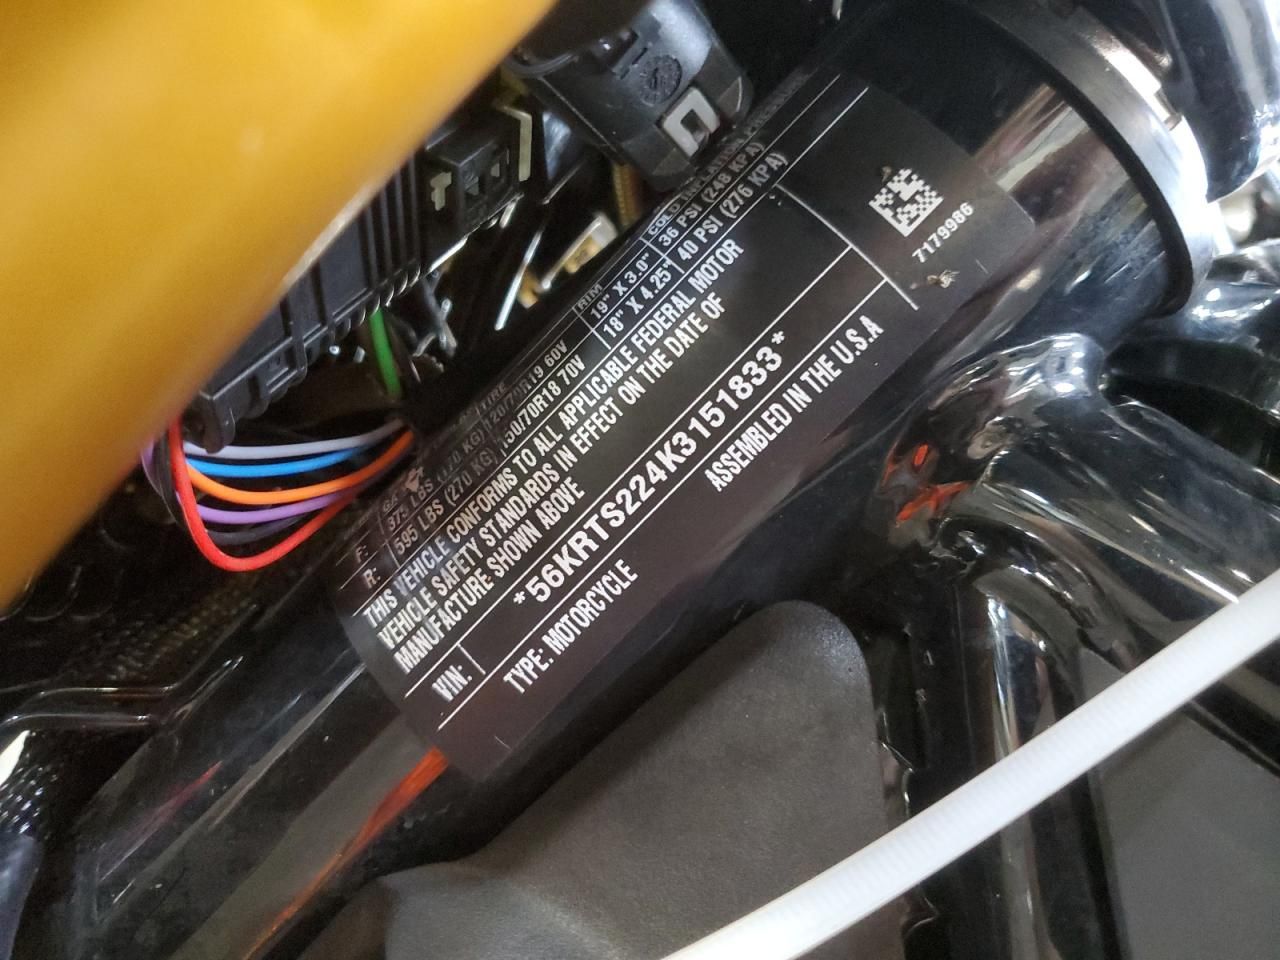 TIRE RIM COLD INFLATION PRESSURE
F: 375 LBS (170 KG) 120/70R19 60V 19" X 3.0" 36 PSI (248 KPA)
R: 595 LBS (270 KG) 150/70R18 70V 18" X 4.25" 40 PSI (276 KPA)
THIS VEHICLE CONFORMS TO ALL APPLICABLE FEDERAL MOTOR
VEHICLE SAFETY STANDARDS IN EFFECT ON THE DATE OF
MANUFACTURE SHOWN ABOVE
VIN: *56KRTS224K3151833*
TYPE: MOTORCYCLE ASSEMBLED IN THE U.S.A
7179986